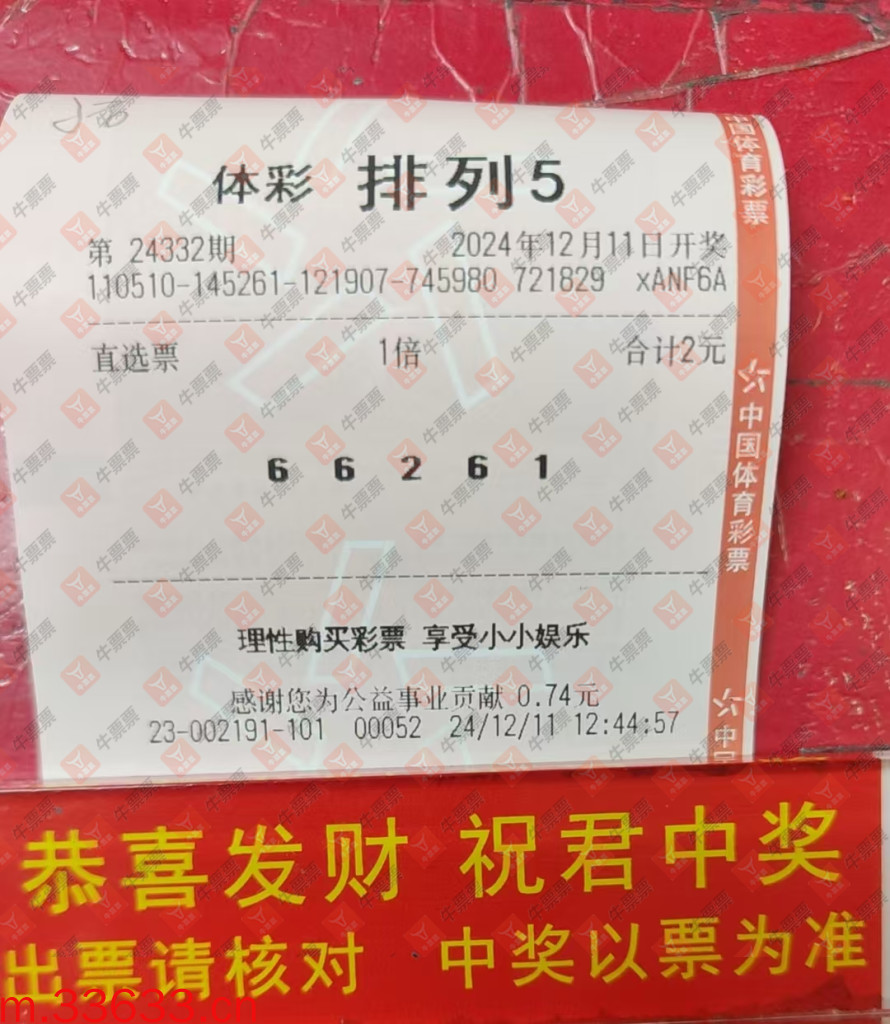 体彩 排列5
第 24332期 2024年12月11日开奖
110510-145261-121907-745980 721829 xANF6A
直选票 1倍 合计2元
6 6 2 6 1
理性购买彩票 享受小小娱乐
感谢您为公益事业贡献 0.74元
23-002191-101 00052 24/12/11 12:44:57
中国体育彩票
中国体育彩票
中国
恭喜发财 祝君中奖
出票请核对 中奖以票为准
m.33633.cn
牛票票